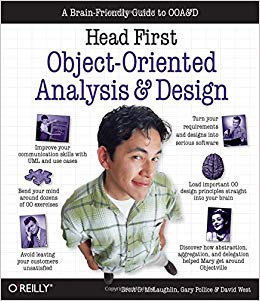 A Brain-Friendly Guide to OOA&D
Head First
Object-Oriented
Analysis & Design
Improve your
communication skills with
UML and use cases
Bend your
mind around
dozens of
OO exercises
Avoid leaving
your customers
unsatisfied
Turn your
requirements
and designs into
serious software
Load important OO
design principles straight
into your brain
Discover how abstraction,
aggregation, and delegation
helped Mary get around
Objectville
O'REILLY®
Brett D. McLaughlin, Gary Pollice & David West